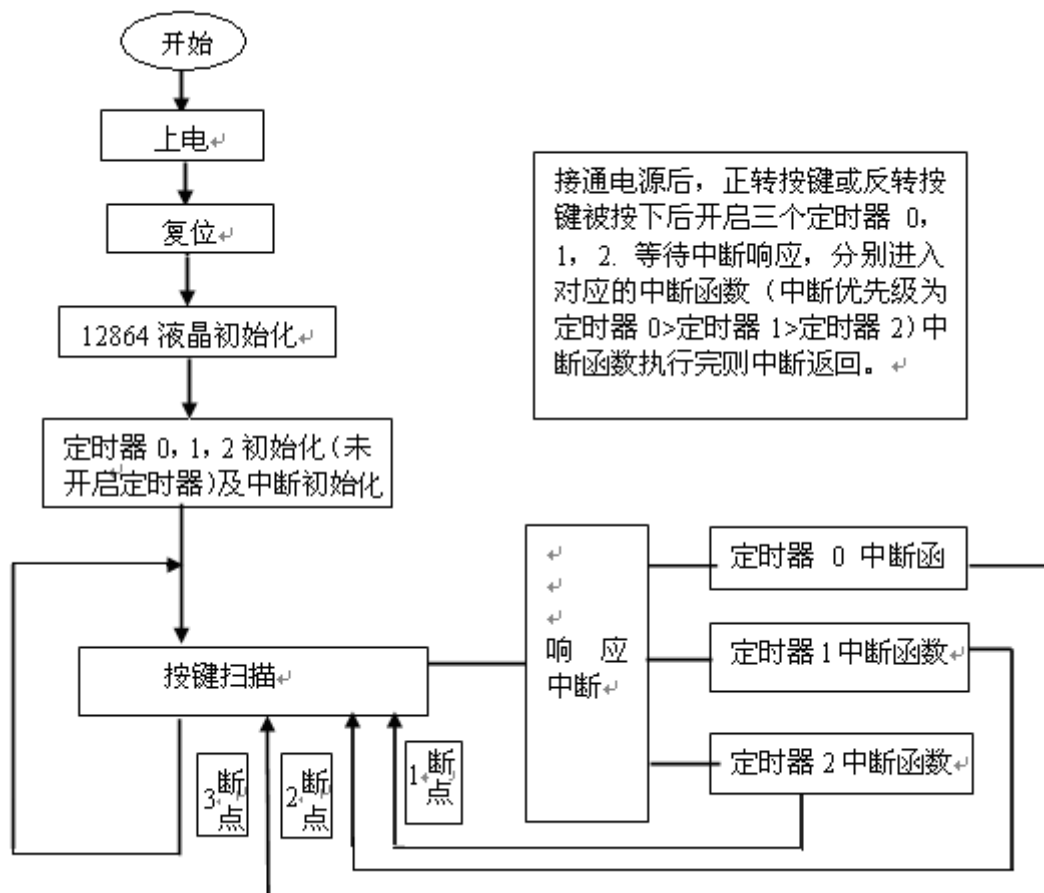 开始
上电
复位
12864 液晶初始化
定时器 0, 1, 2 初始化(未
开启定时器)及中断初始化
接通电源后，正转按键或反转按
键被按下后开启三个定时器 0,
1, 2. 等待中断响应，分别进入
对应的中断函数（中断优先级为
定时器 0>定时器 1>定时器 2）中
断函数执行完则中断返回。
按键扫描
响 应
中断
定时器 0 中断函
定时器 1 中断函数
定时器 2 中断函数
3 断
点
2 断
点
1 断
点